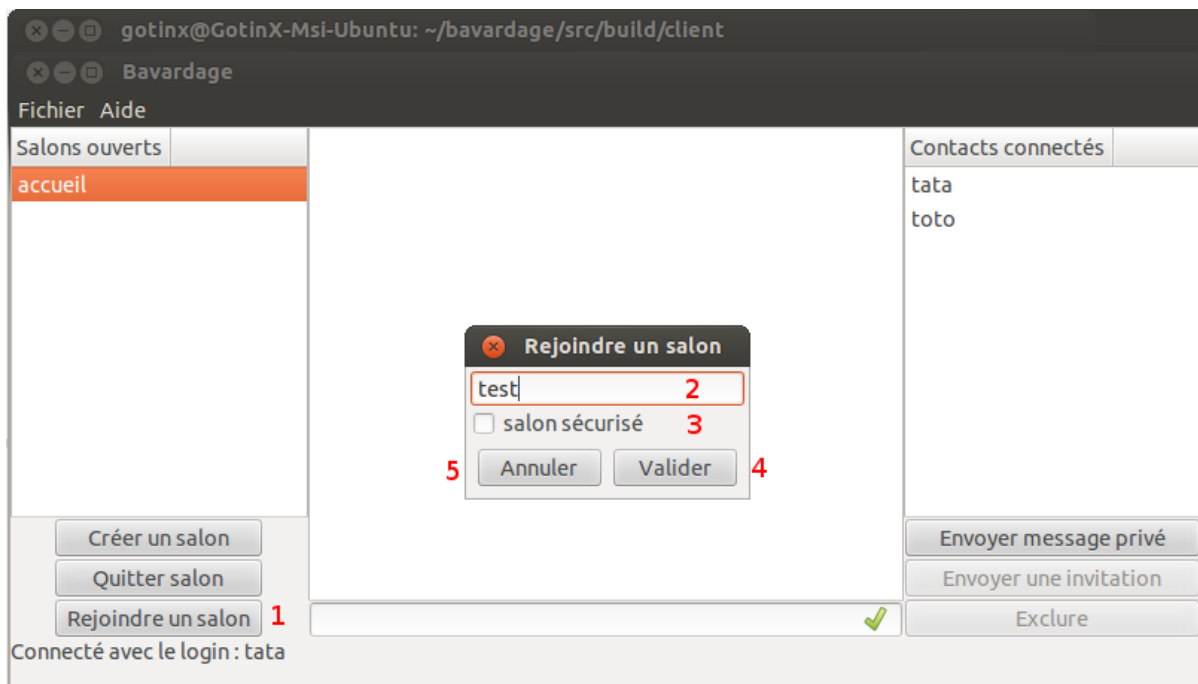 gotinx@GotinX-Msi-Ubuntu: ~/bavardage/src/build/client
Bavardage
Fichier Aide
Salons ouverts
accueil
Contacts connectés
tata
toto
Rejoindre un salon
test 2
salon sécurisé 3
5 Annuler Valider 4
Créer un salon
Quitter salon
Rejoindre un salon 1
Envoyer message privé
Envoyer une invitation
Exclure
Connecté avec le login : tata